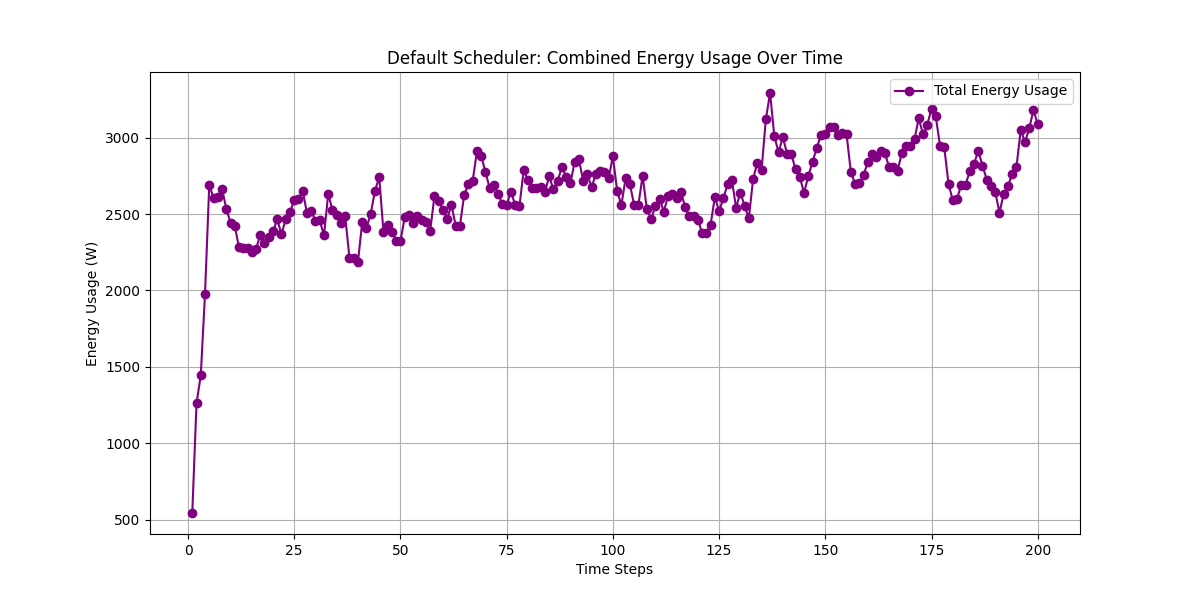 Default Scheduler: Combined Energy Usage Over Time
Total Energy Usage
Energy Usage (W)
3000
2500
2000
1500
1000
500
0 25 50 75 100 125 150 175 200
Time Steps